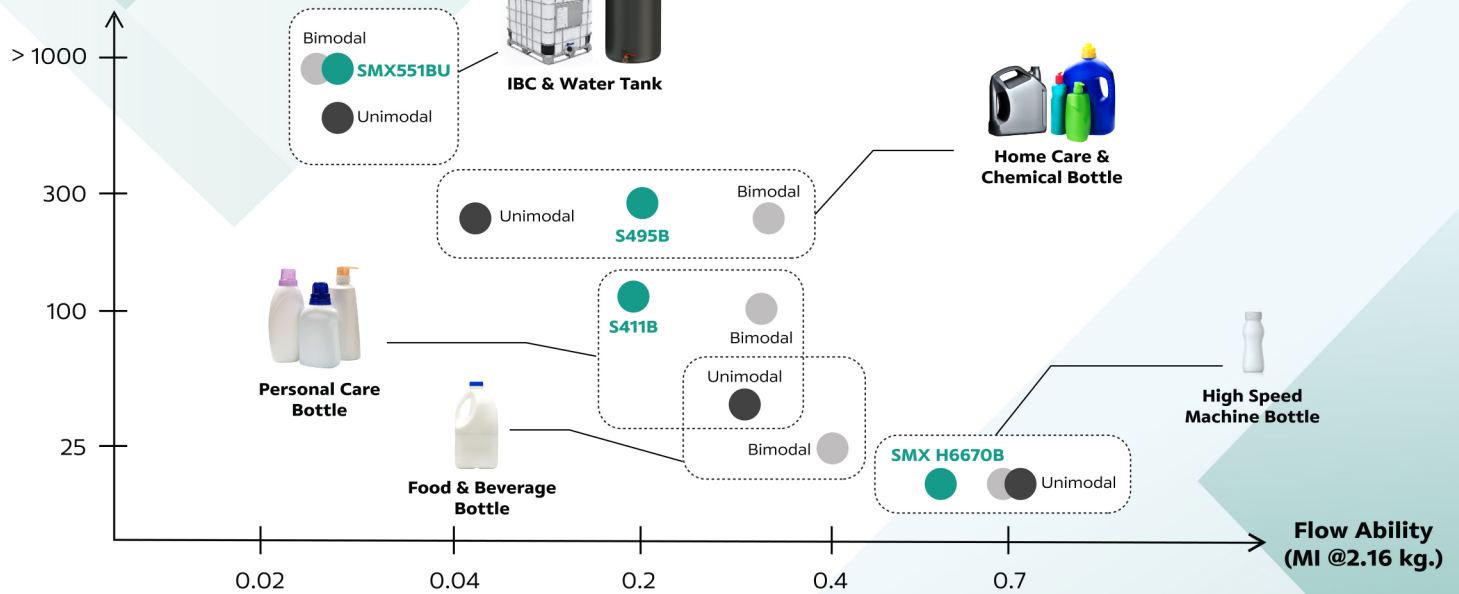 > 1000
300
100
25
Bimodal
SMX551BU
Unimodal
IBC & Water Tank
Home Care &
Chemical Bottle
Unimodal
S495B
Bimodal
S411B
Bimodal
Personal Care
Bottle
Unimodal
Bimodal
Food & Beverage
Bottle
High Speed
Machine Bottle
SMX H6670B
Unimodal
0.02
0.04
0.2
0.4
0.7
Flow Ability
(MI @2.16 kg.)